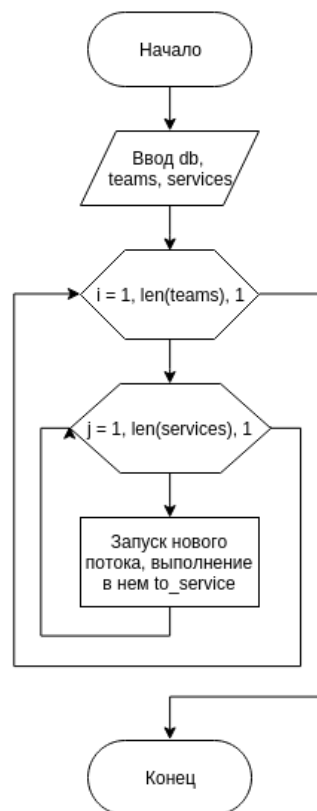 Начало
Ввод db,
teams, services
i = 1, len(teams), 1
j = 1, len(services), 1
Запуск нового
потока, выполнение
в нем to_service
Конец